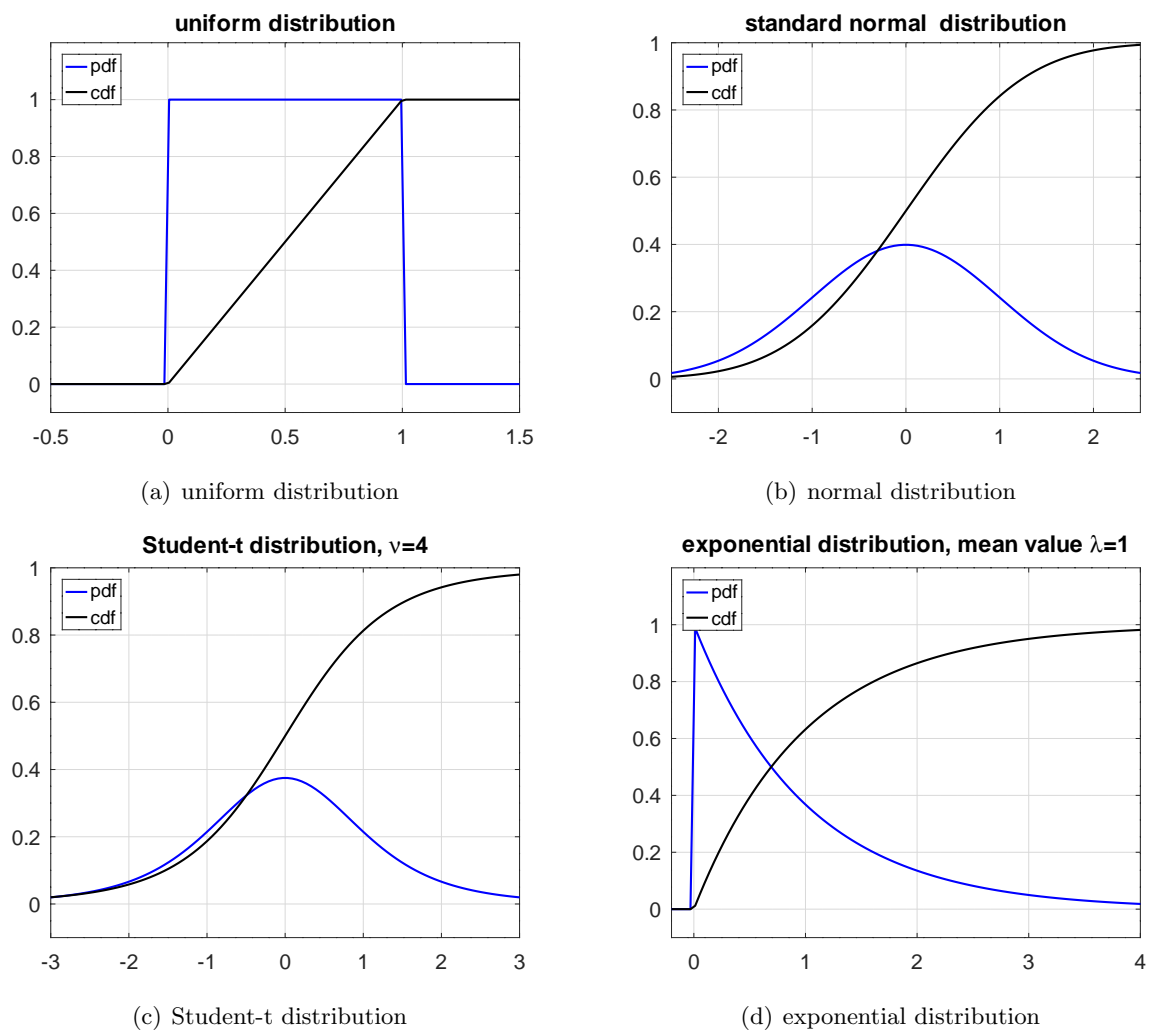 uniform distribution
pdf
cdf
1
0.8
0.6
0.4
0.2
0
-0.5 0 0.5 1 1.5
(a) uniform distribution
standard normal distribution
pdf
cdf
1
0.8
0.6
0.4
0.2
0
-2 -1 0 1 2
(b) normal distribution
Student-t distribution, ν=4
pdf
cdf
1
0.8
0.6
0.4
0.2
0
-3 -2 -1 0 1 2 3
(c) Student-t distribution
exponential distribution, mean value λ=1
pdf
cdf
1
0.8
0.6
0.4
0.2
0
0 1 2 3 4
(d) exponential distribution